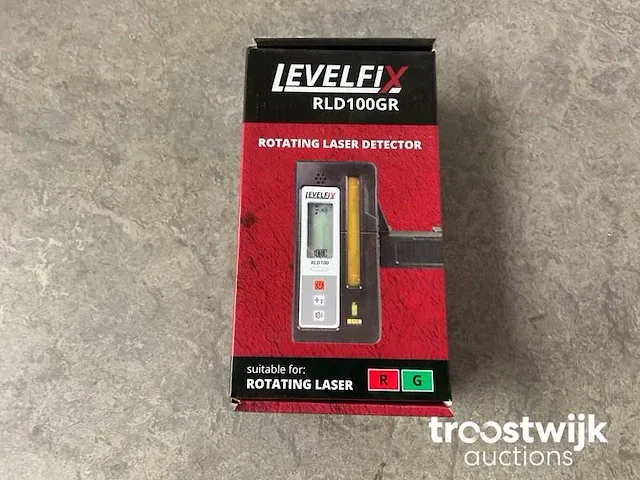 LEVELFiX
RLD100GR
ROTATING LASER DETECTOR
LEVELFiX
RLD100
suitable for:
ROTATING LASER
R G
troostwijk
auctions